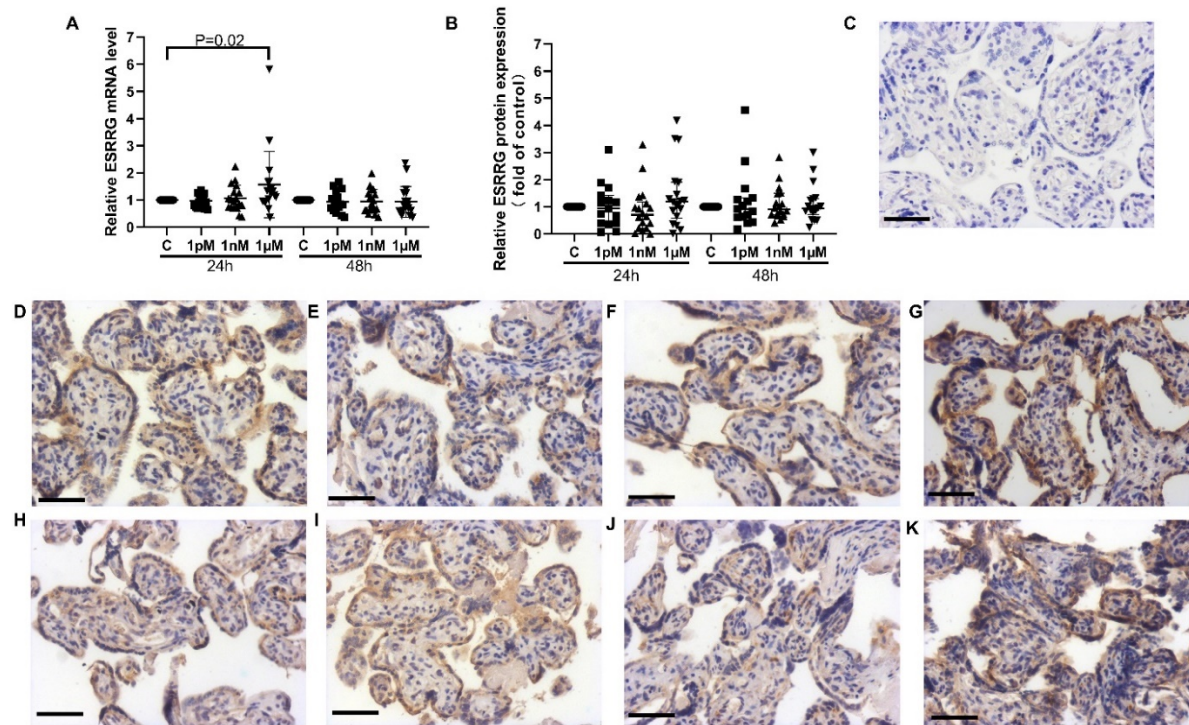 A
P=0.02
Relative ESRRG mRNA level
7
6
5
4
3
2
1
0
C 1pM 1nM 1µM C 1pM 1nM 1µM
24h 48h
B
Relative ESRRG protein expression
( fold of control)
7
6
5
4
3
2
1
0
C 1pM 1nM 1µM C 1pM 1nM 1µM
24h 48h
C
D
E
F
G
H
I
J
K